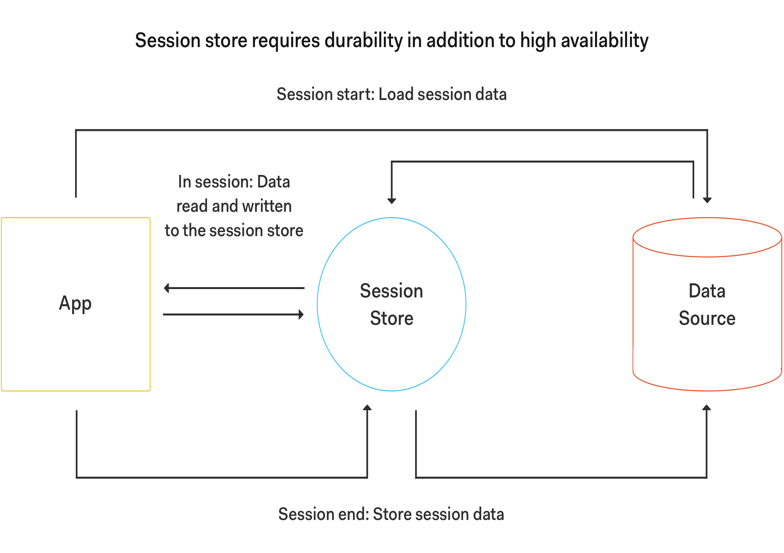 Session store requires durability in addition to high availability
Session start: Load session data
In session: Data
read and written
to the session store
App
Session
Store
Data
Source
Session end: Store session data